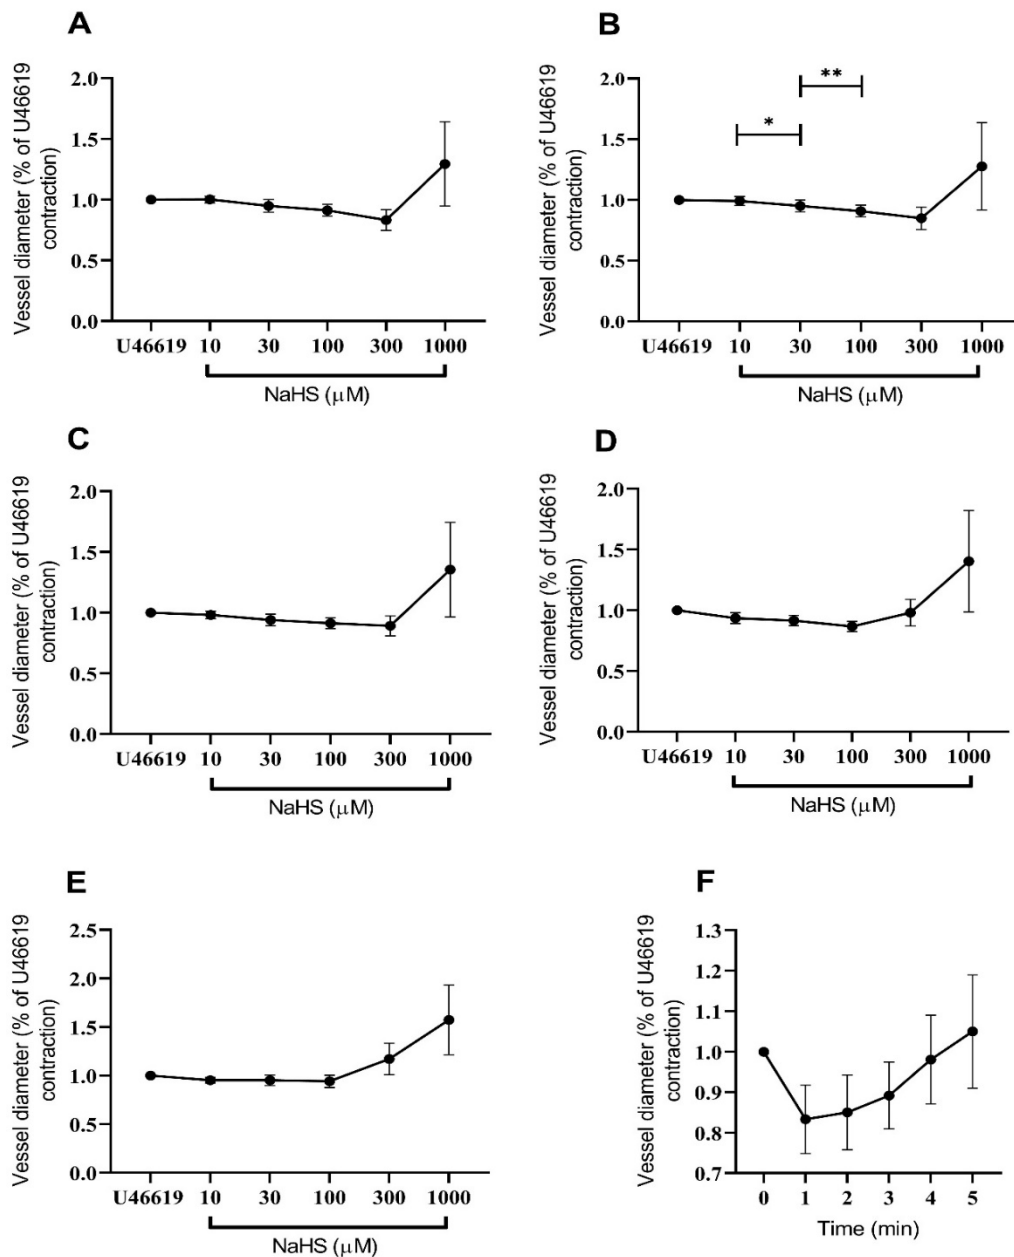 A
Vessel diameter (% of U46619
contraction)
2.0
1.5
1.0
0.5
0.0
U46619 10 30 100 300 1000
NaHS (μM)
B
Vessel diameter (% of U46619
contraction)
**
*
2.0
1.5
1.0
0.5
0.0
U46619 10 30 100 300 1000
NaHS (μM)
C
Vessel diameter (% of U46619
contraction)
2.0
1.5
1.0
0.5
0.0
U46619 10 30 100 300 1000
NaHS (μM)
D
Vessel diameter (% of U46619
contraction)
2.0
1.5
1.0
0.5
0.0
U46619 10 30 100 300 1000
NaHS (μM)
E
Vessel diameter (% of U46619
contraction)
2.5
2.0
1.5
1.0
0.5
0.0
U46619 10 30 100 300 1000
NaHS (μM)
F
Vessel diameter (% of U46619
contraction)
1.3
1.2
1.1
1.0
0.9
0.8
0.7
0 1 2 3 4 5
Time (min)